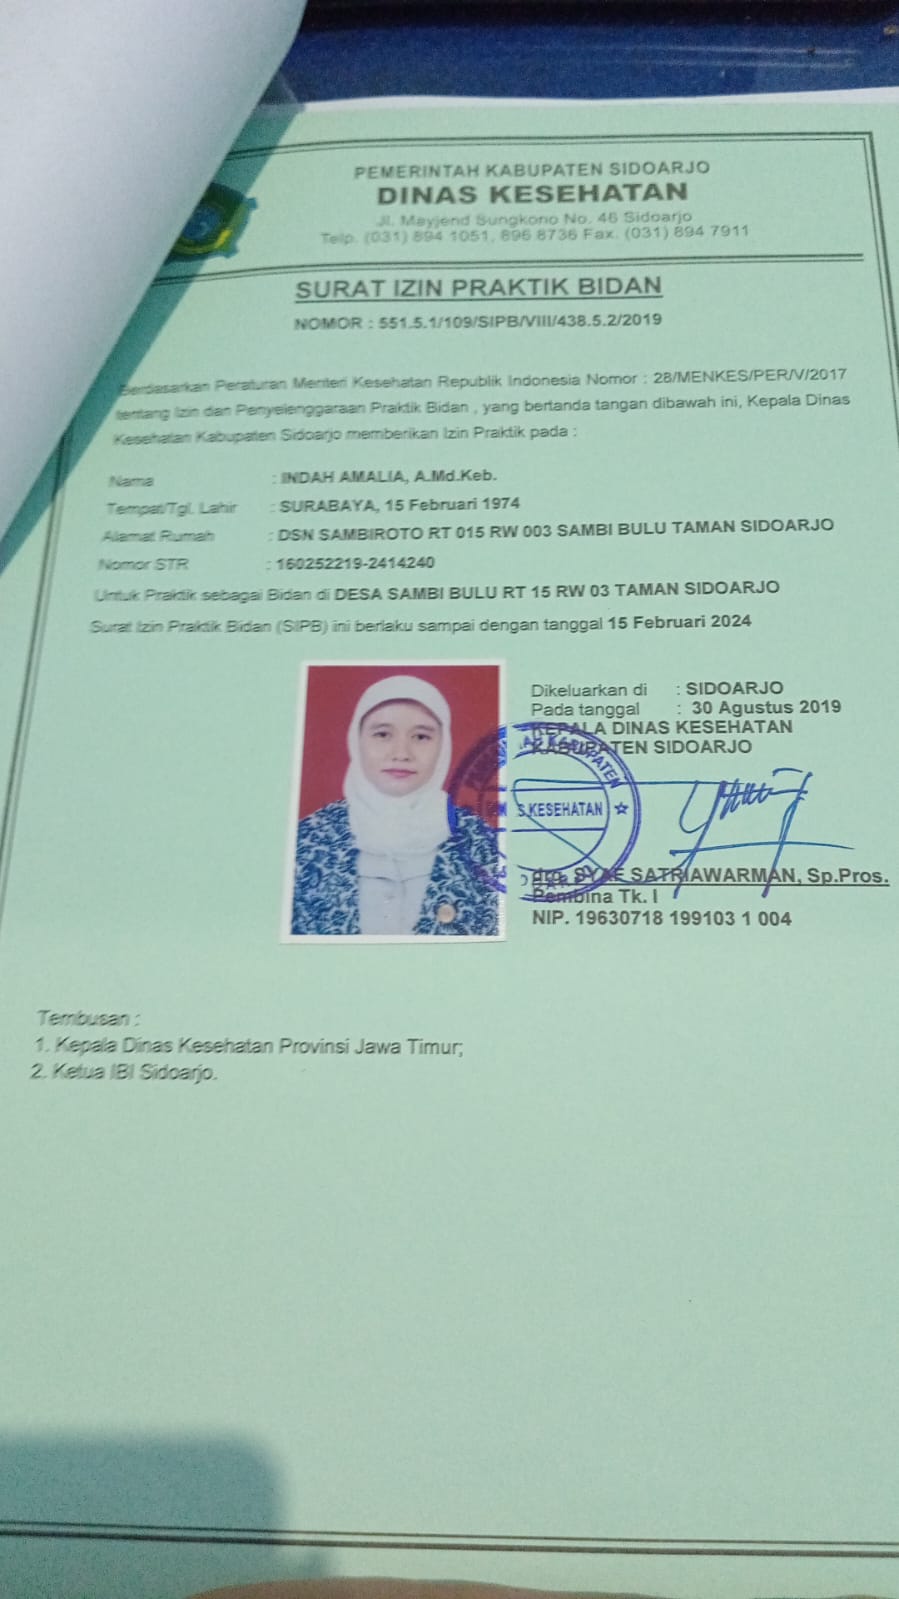 PEMERINTAH KABUPATEN SIDOARJO
DINAS KESEHATAN
Jl. Mayjend Sungkono No. 46 Sidoarjo
Telp. (031) 894 1051, 896 8736 Fax. (031) 894 7911
SURAT IZIN PRAKTIK BIDAN
NOMOR : 551.5.1/109/SIPB/VIII/438.5.2/2019
Berdasarkan Peraturan Menteri Kesehatan Republik Indonesia Nomor : 28/MENKES/PER/V/2017
tentang Izin dan Penyelenggaraan Praktik Bidan , yang bertanda tangan dibawah ini, Kepala Dinas
Kesehatan Kabupaten Sidoarjo memberikan Izin Praktik pada :
Nama : INDAH AMALIA, A.Md.Keb.
Tempat/Tgl. Lahir : SURABAYA, 15 Februari 1974
Alamat Rumah : DSN SAMBIROTO RT 015 RW 003 SAMBI BULU TAMAN SIDOARJO
Nomor STR : 160252219-2414240
Untuk Praktik sebagai Bidan di DESA SAMBI BULU RT 15 RW 03 TAMAN SIDOARJO
Surat Izin Praktik Bidan (SIPB) ini berlaku sampai dengan tanggal 15 Februari 2024
Dikeluarkan di : SIDOARJO
Pada tanggal : 30 Agustus 2019
KEPALA DINAS KESEHATAN
KABUPATEN SIDOARJO
KABUPATEN
S KESEHATAN
drg. SYAF SATRIAWARMAN, Sp.Pros.
Pembina Tk. I
NIP. 19630718 199103 1 004
Tembusan :
1. Kepala Dinas Kesehatan Provinsi Jawa Timur;
2. Ketua IBI Sidoarjo.